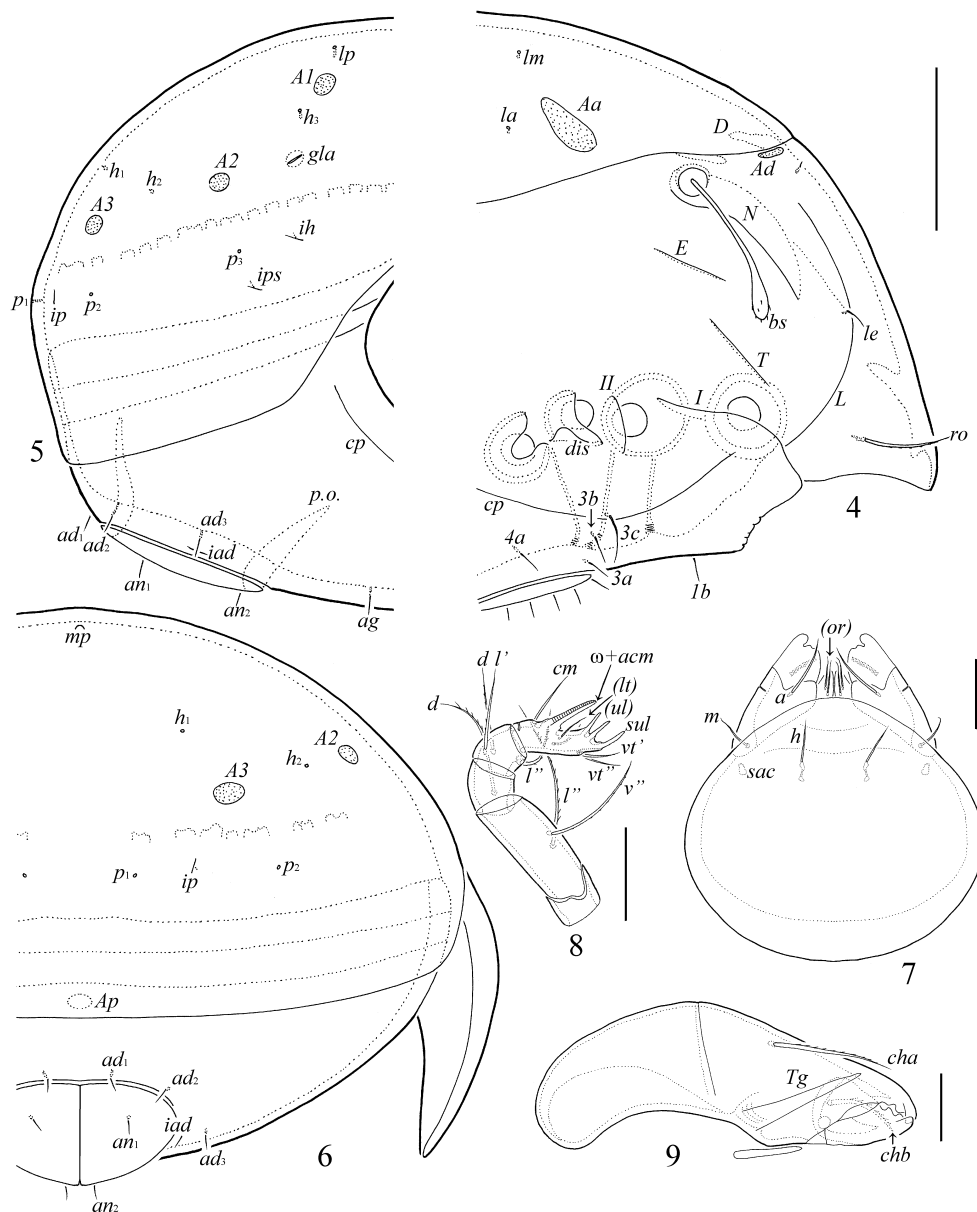 lp
A1
h3
h1
h2
A2
gla
A3
ih
p3
ips
p1
ip
p2
5
cp
p.o.
ad1
ad2
ad3
iad
an1
an2
ag
lm
Aa
la
D
Ad
N
E
bs
le
T
II
I
L
dis
ro
cp
3b
3c
4
4a
3a
1b
mp
h1
h2
A2
A3
p1
ip
p2
Ap
ad1
ad2
iad
an1
ad3
6
an2
d
l’
cm
ω+acm
d
(lt)
(ul)
sul
vt’
l’’
vt’’
l’’
v’’
8
(or)
a
m
h
sac
7
cha
Tg
9
chb